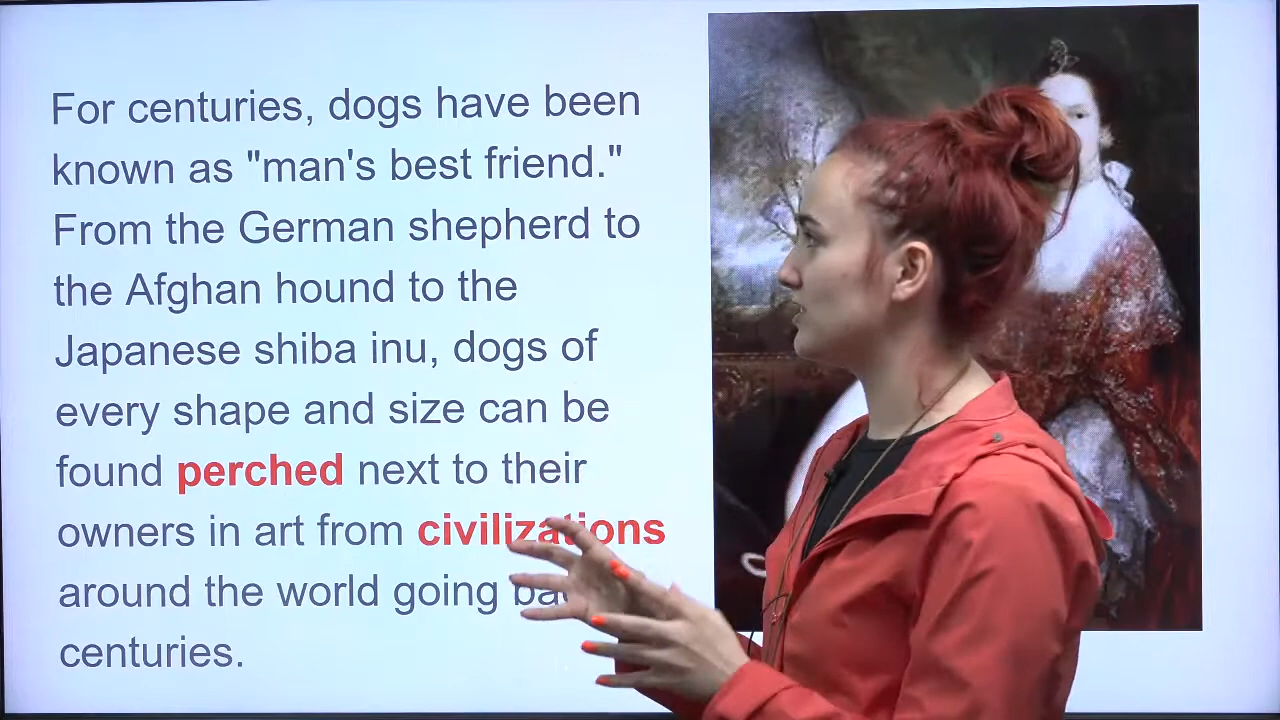 For centuries, dogs have been
known as "man's best friend."
From the German shepherd to
the Afghan hound to the
Japanese shiba inu, dogs of
every shape and size can be
found perched next to their
owners in art from civilizations
around the world going
centuries.